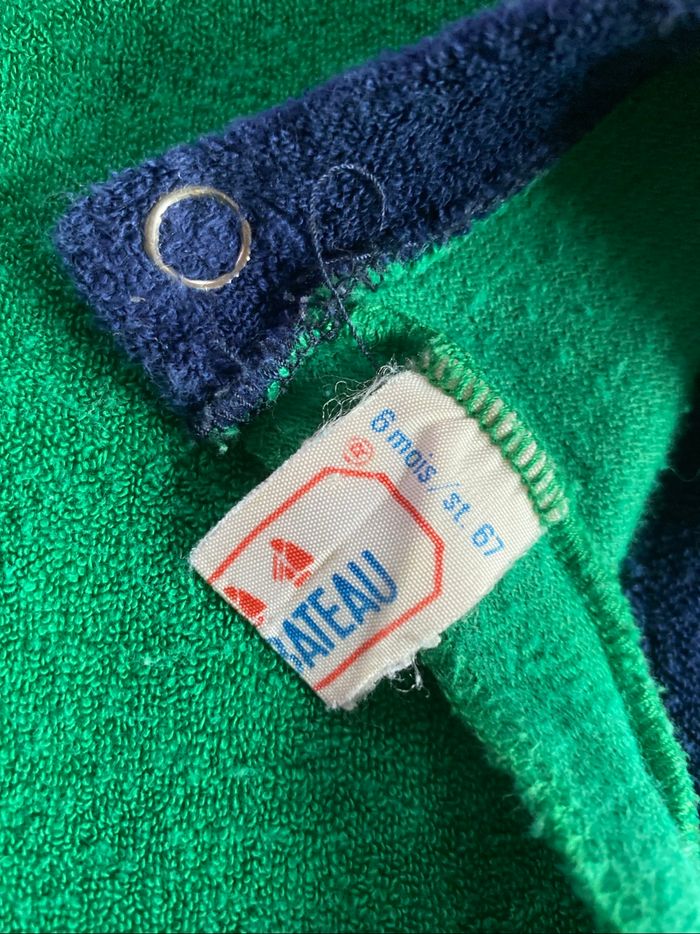 6 mois/st. 67
®
BATEAU